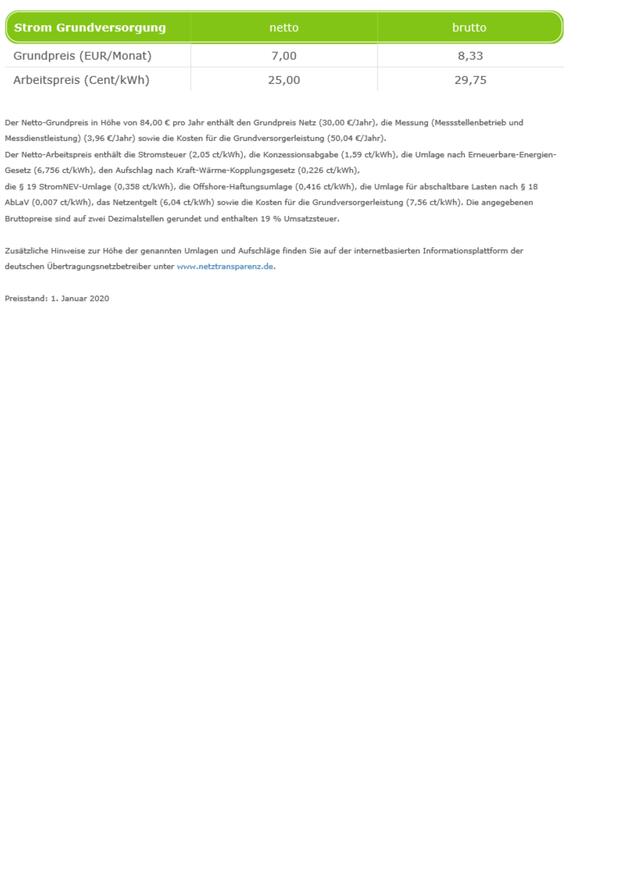 Strom Grundversorgung netto brutto
Grundpreis (EUR/Monat) 7,00 8,33
Arbeitspreis (Cent/kWh) 25,00 29,75
Der Netto-Grundpreis in Höhe von 84,00 € pro Jahr enthält den Grundpreis Netz (30,00 €/Jahr), die Messung (Messstellenbetrieb und
Messdienstleistung) (3,96 €/Jahr) sowie die Kosten für die Grundversorgerleistung (50,04 €/Jahr).
Der Netto-Arbeitspreis enthält die Stromsteuer (2,05 ct/kWh), die Konzessionsabgabe (1,59 ct/kWh), die Umlage nach Erneuerbare-Energien-
Gesetz (6,756 ct/kWh), den Aufschlag nach Kraft-Wärme-Kopplungsgesetz (0,226 ct/kWh),
die § 19 StromNEV-Umlage (0,358 ct/kWh), die Offshore-Haftungsumlage (0,416 ct/kWh), die Umlage für abschaltbare Lasten nach § 18
AbLaV (0,007 ct/kWh), das Netzentgelt (6,04 ct/kWh) sowie die Kosten für die Grundversorgerleistung (7,56 ct/kWh). Die angegebenen
Bruttopreise sind auf zwei Dezimalstellen gerundet und enthalten 19 % Umsatzsteuer.
Zusätzliche Hinweise zur Höhe der genannten Umlagen und Aufschläge finden Sie auf der internetbasierten Informationsplattform der
deutschen Übertragungsnetzbetreiber unter www.netztransparenz.de.
Preisstand: 1. Januar 2020